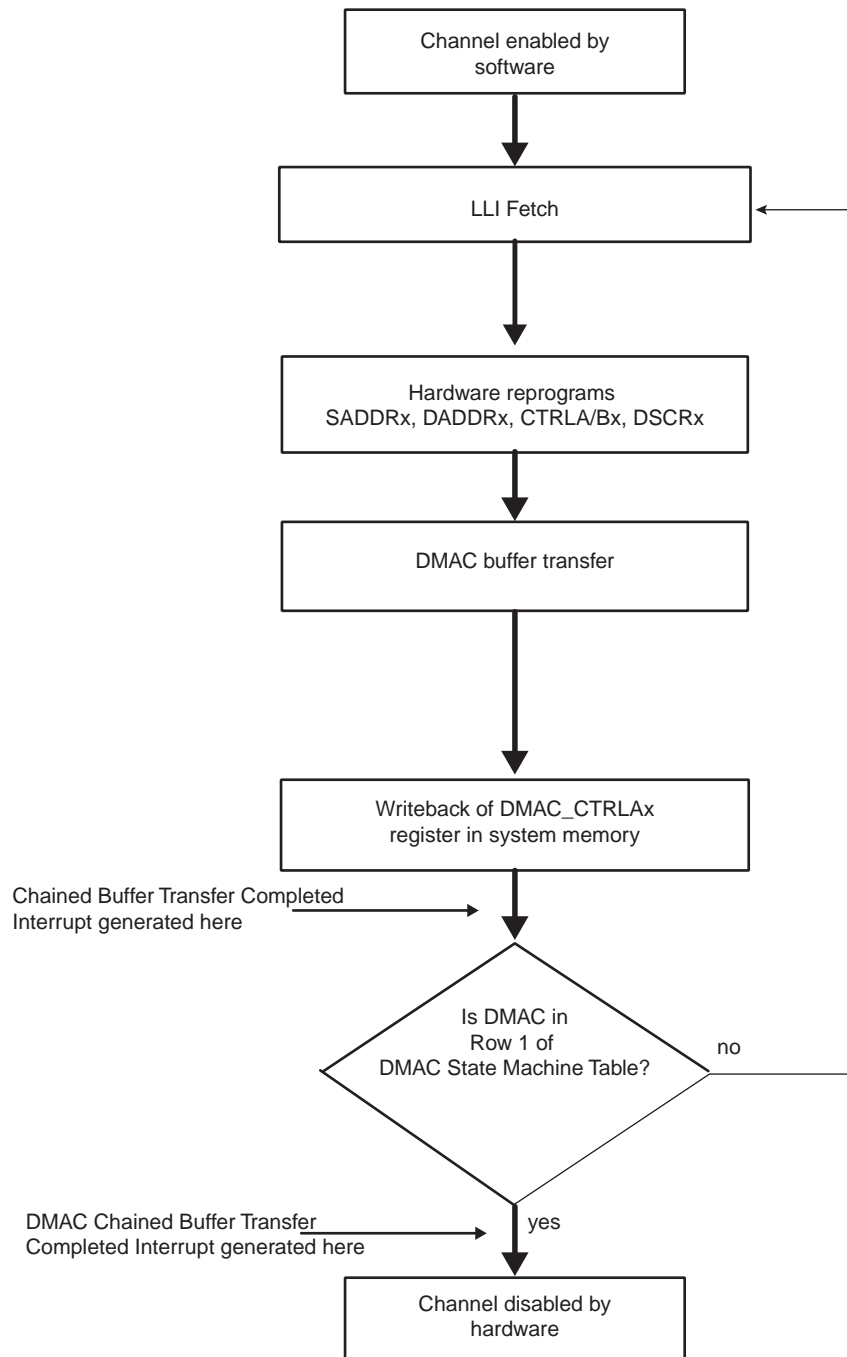 Channel enabled by
software
LLI Fetch
Hardware reprograms
SADDRx, DADDRx, CTRLA/Bx, DSCRx
DMAC buffer transfer
Writeback of DMAC_CTRLAx
register in system memory
Chained Buffer Transfer Completed
Interrupt generated here
Is DMAC in
Row 1 of
DMAC State Machine Table?
no
DMAC Chained Buffer Transfer
Completed Interrupt generated here
yes
Channel disabled by
hardware